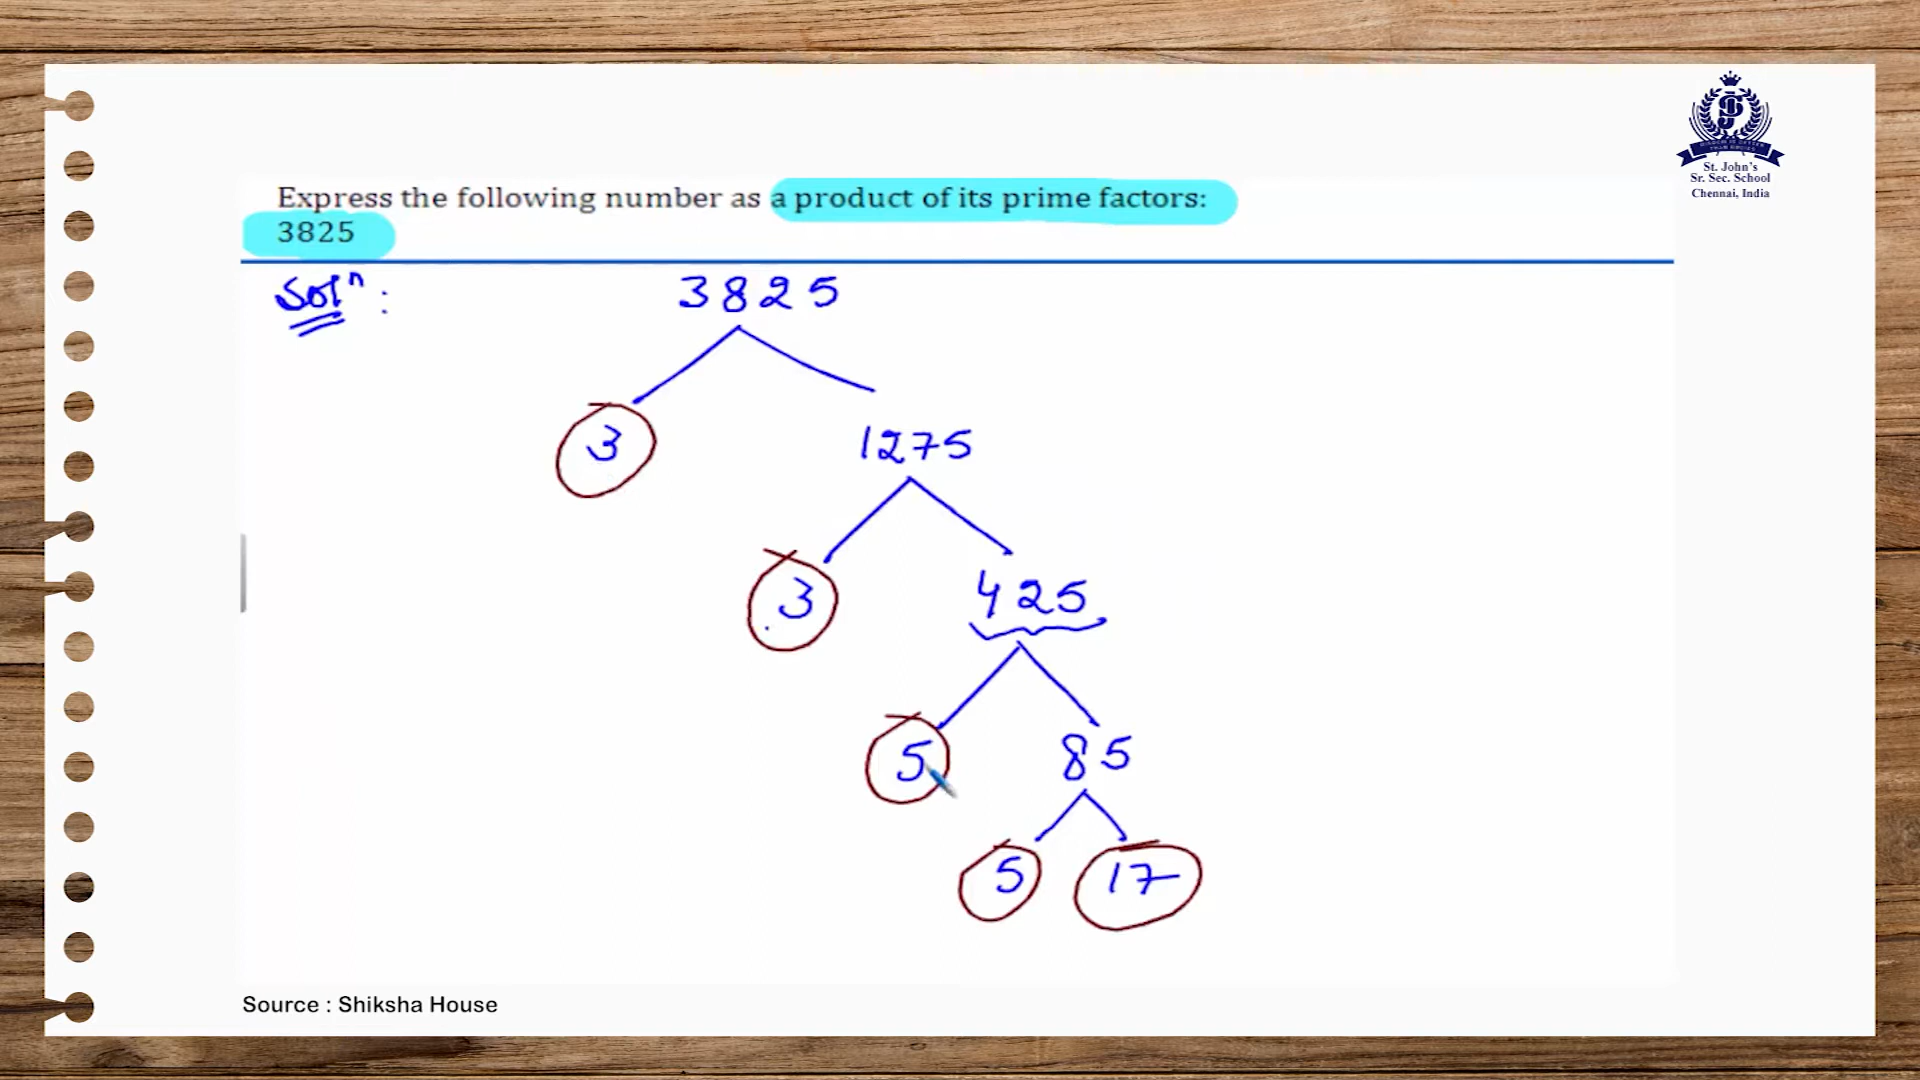 St. John's
Sr. Sec. School
Chennai, India
Express the following number as a product of its prime factors:
3825
Solⁿ :
3825
3
1275
3
425
5
85
5
17
Source : Shiksha House